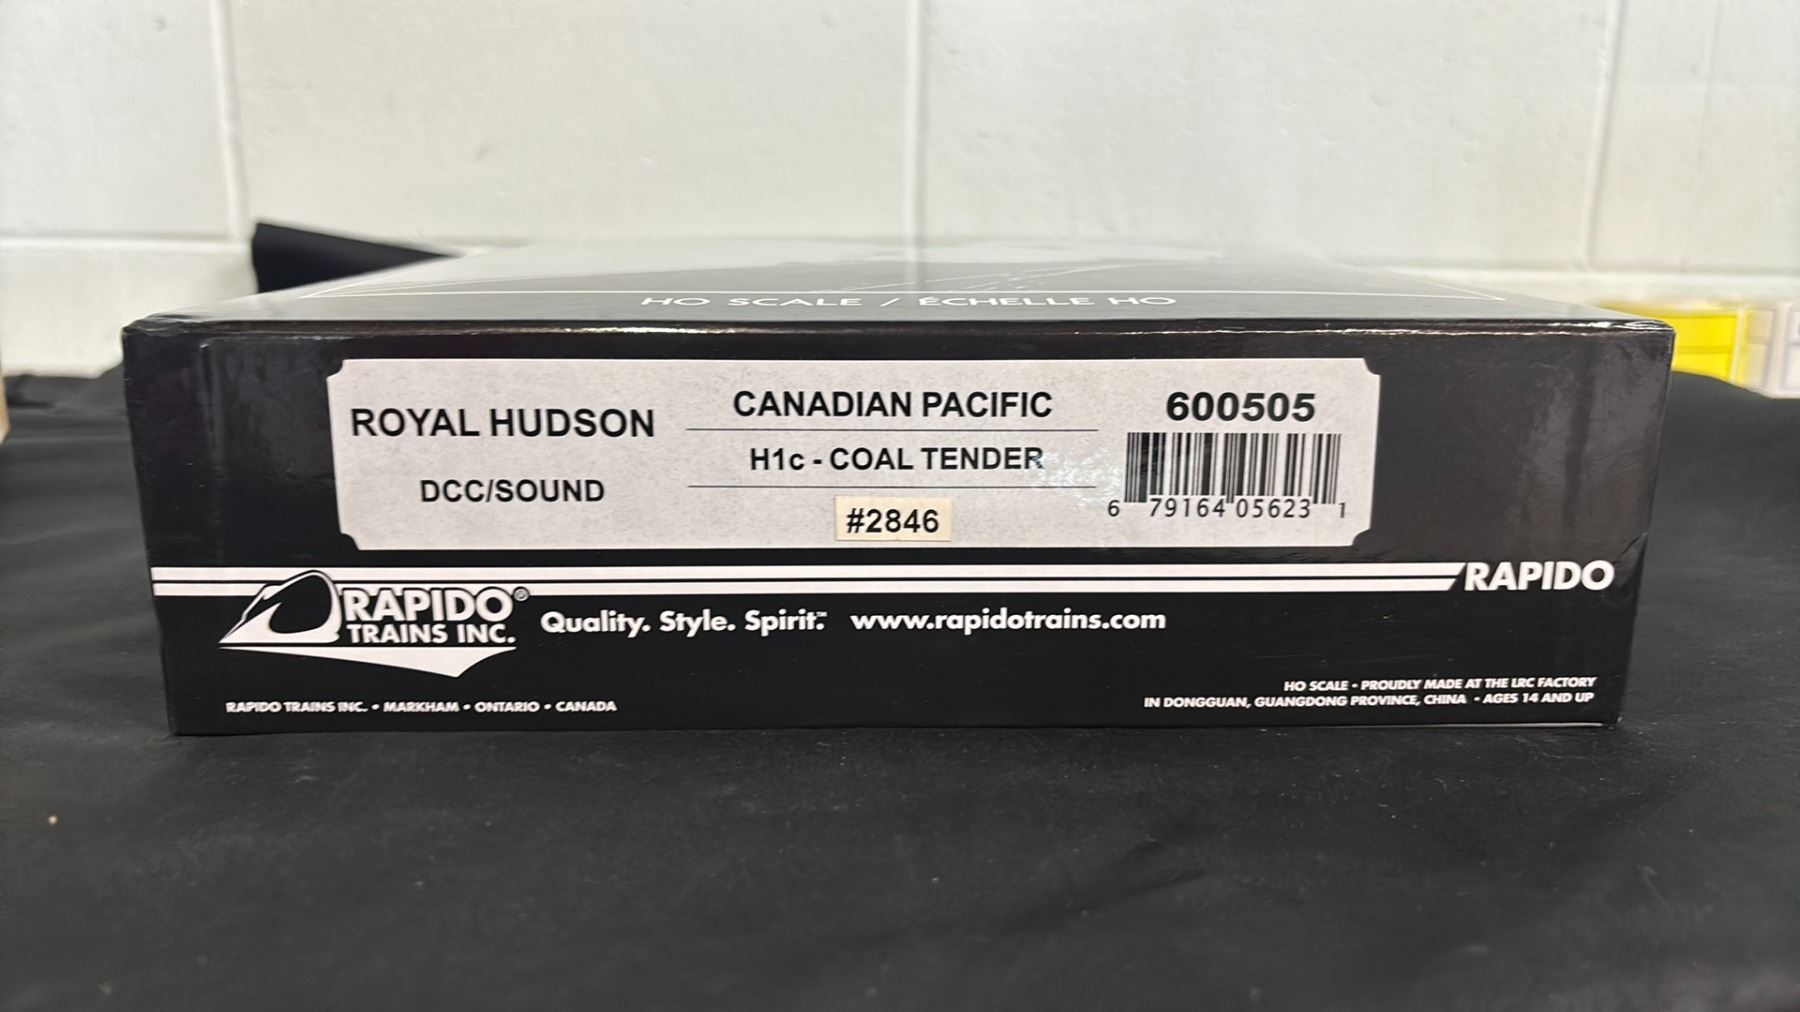 HO SCALE / ÉCHELLE HO
ROYAL HUDSON
DCC/SOUND
CANADIAN PACIFIC
H1c - COAL TENDER
#2846
600505
6 79164 05623 1
RAPIDO
RAPIDO®
TRAINS INC.
Quality. Style. Spirit.™ www.rapidotrains.com
RAPIDO TRAINS INC. • MARKHAM • ONTARIO • CANADA
HO SCALE • PROUDLY MADE AT THE LRC FACTORY
IN DONGGUAN, GUANGDONG PROVINCE, CHINA • AGES 14 AND UP